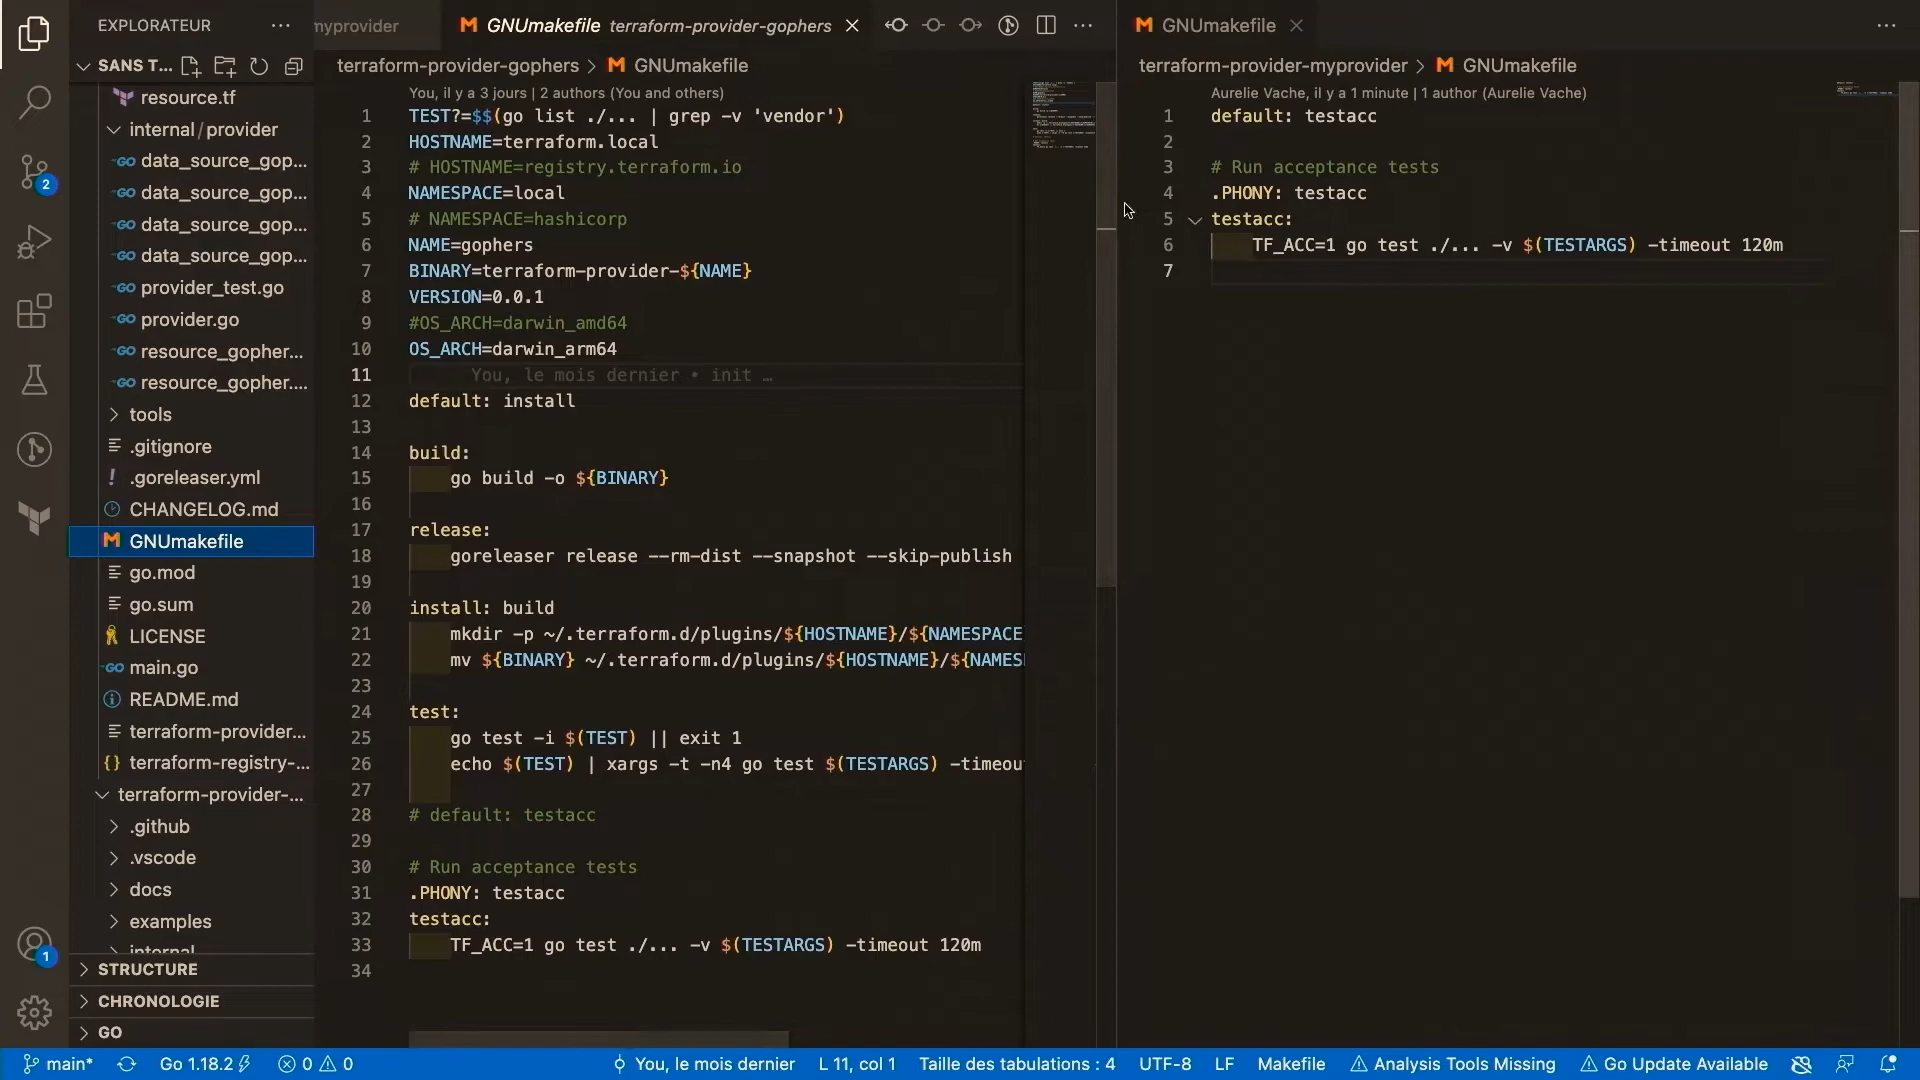 EXPLORATEUR
SANS T...
resource.tf
internal/provider
data_source_gop...
data_source_gop...
data_source_gop...
data_source_gop...
provider_test.go
provider.go
resource_gopher...
resource_gopher....
tools
.gitignore
.goreleaser.yml
CHANGELOG.md
GNUmakefile
go.mod
go.sum
LICENSE
main.go
README.md
terraform-provider...
terraform-registry-...
terraform-provider-...
.github
.vscode
docs
examples
internal
STRUCTURE
CHRONOLOGIE
GO
2
1
myprovider
GNUmakefile terraform-provider-gophers
terraform-provider-gophers > GNUmakefile
You, il y a 3 jours | 2 authors (You and others)
1 TEST?=$$(go list ./... | grep -v 'vendor')
2 HOSTNAME=terraform.local
3 # HOSTNAME=registry.terraform.io
4 NAMESPACE=local
5 # NAMESPACE=hashicorp
6 NAME=gophers
7 BINARY=terraform-provider-${NAME}
8 VERSION=0.0.1
9 #OS_ARCH=darwin_amd64
10 OS_ARCH=darwin_arm64
11 You, le mois dernier • init …
12 default: install
13
14 build:
15 go build -o ${BINARY}
16
17 release:
18 goreleaser release --rm-dist --snapshot --skip-publish
19
20 install: build
21 mkdir -p ~/.terraform.d/plugins/${HOSTNAME}/${NAMESPACE
22 mv ${BINARY} ~/.terraform.d/plugins/${HOSTNAME}/${NAMES
23
24 test:
25 go test -i $(TEST) || exit 1
26 echo $(TEST) | xargs -t -n4 go test $(TESTARGS) -timeou
27
28 # default: testacc
29
30 # Run acceptance tests
31 .PHONY: testacc
32 testacc:
33 TF_ACC=1 go test ./... -v $(TESTARGS) -timeout 120m
34
GNUmakefile
terraform-provider-myprovider > GNUmakefile
Aurelie Vache, il y a 1 minute | 1 author (Aurelie Vache)
1 default: testacc
2
3 # Run acceptance tests
4 .PHONY: testacc
5 testacc:
6 TF_ACC=1 go test ./... -v $(TESTARGS) -timeout 120m
7
main* Go 1.18.2 0 0 You, le mois dernier L 11, col 1 Taille des tabulations : 4 UTF-8 LF Makefile Analysis Tools Missing Go Update Available